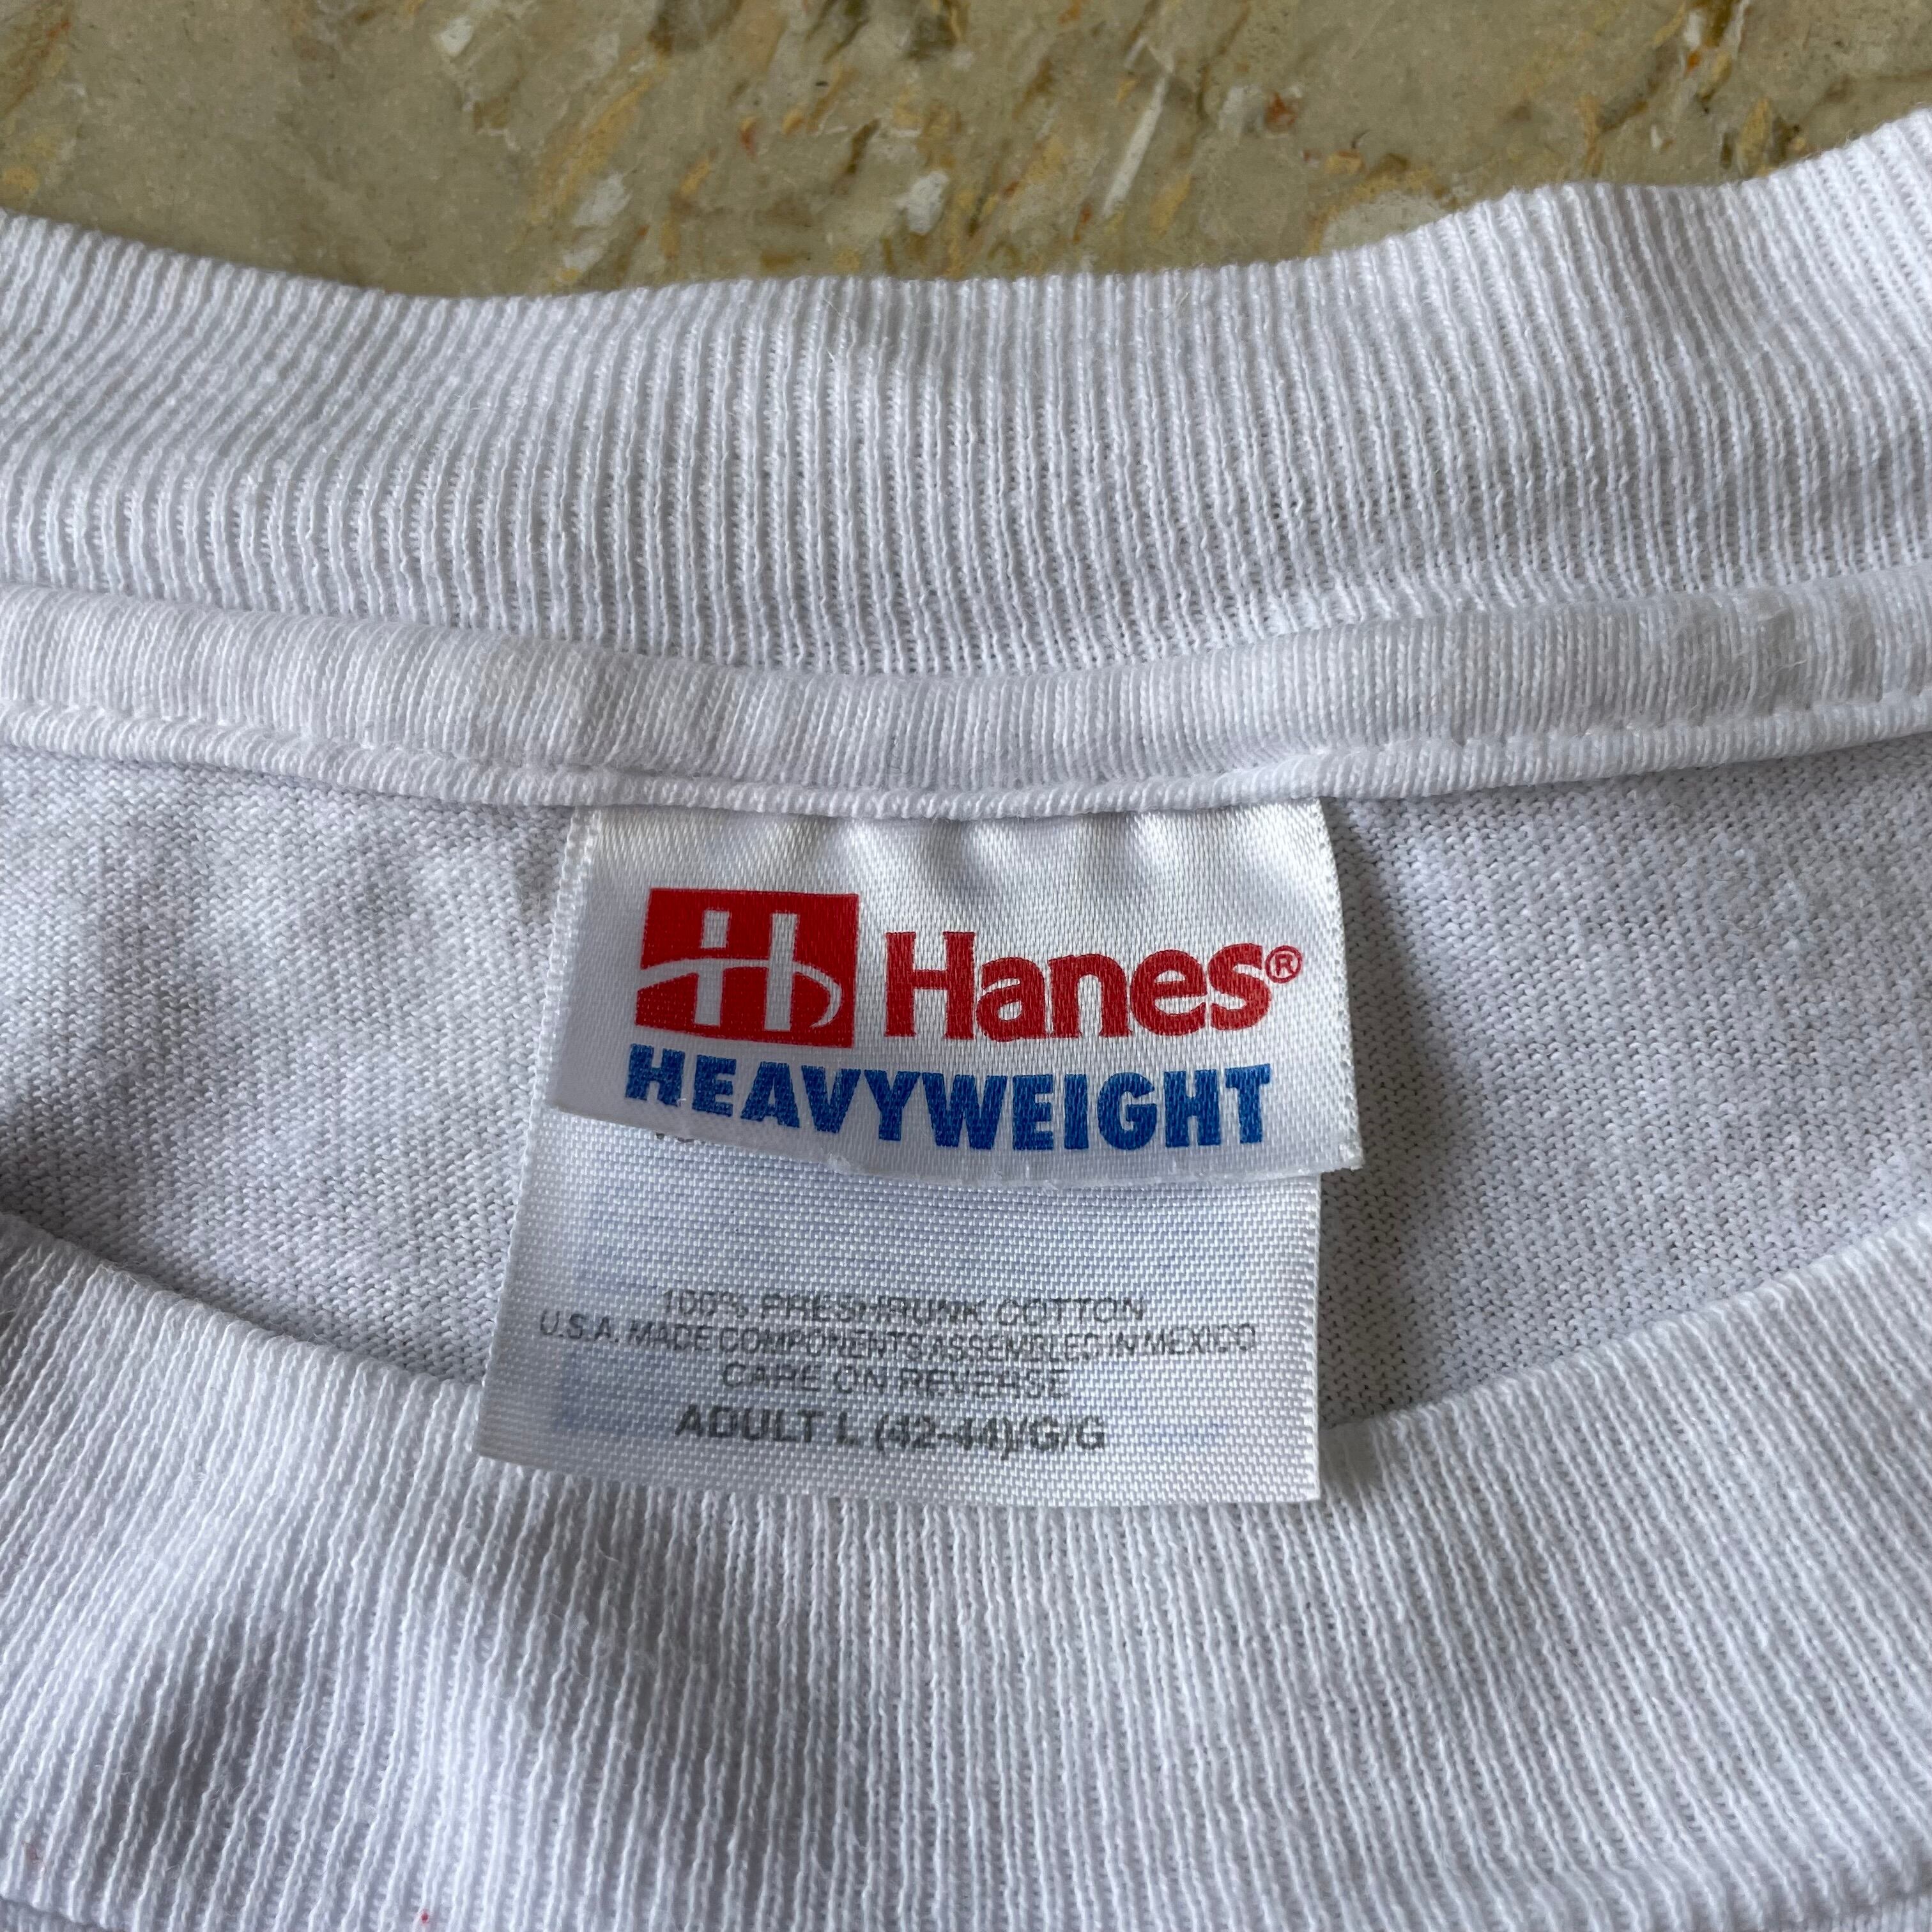 H Hanes®
HEAVYWEIGHT
100% PRESHRUNK COTTON
U.S.A. MADE COMPONENTS, ASSEMBLED IN MEXICO
CARE ON REVERSE
ADULT L (42-44)/G/G